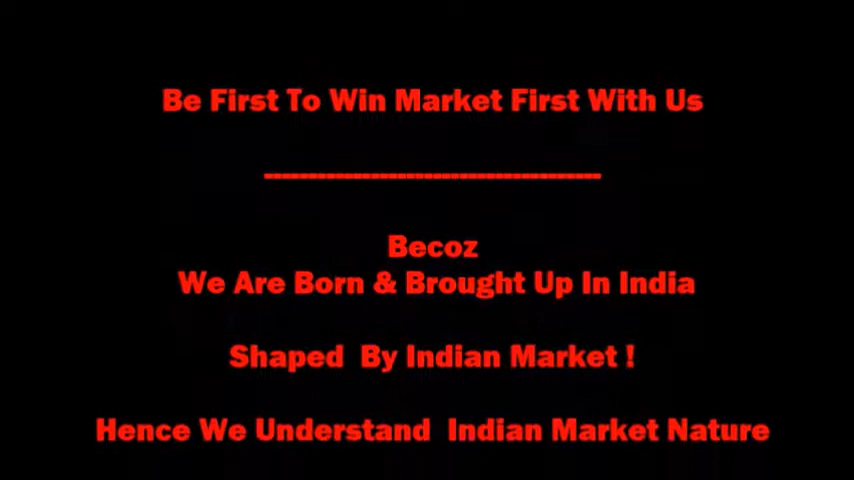 Be First To Win Market First With Us
--------------------------------------
Becoz
We Are Born & Brought Up In India
Shaped  By Indian Market !
Hence We Understand  Indian Market Nature